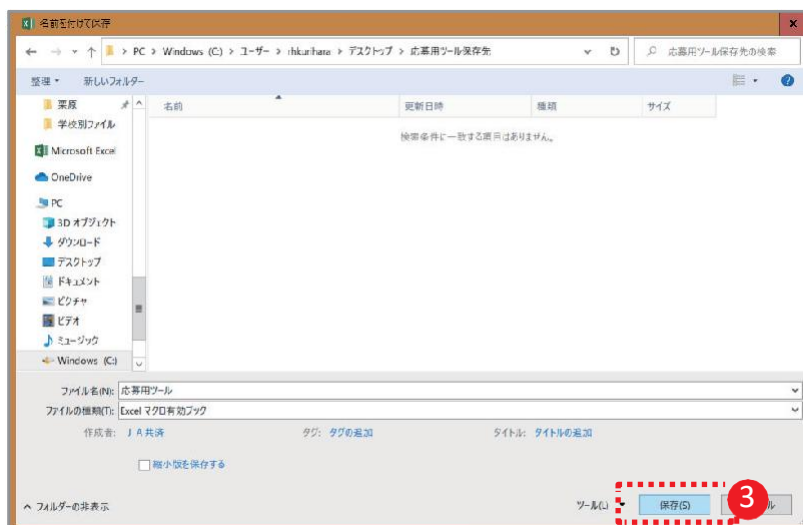 名前を付けて保存
PC > Windows (C:) > ユーザー > rhkurihara > デスクトップ > 応募用ツール保存先
応募用ツール保存先の検索
整理
新しいフォルダー
栗原
学校別ファイル
Microsoft Excel
OneDrive
PC
3D オブジェクト
ダウンロード
デスクトップ
ドキュメント
ピクチャ
ビデオ
ミュージック
Windows (C:)
名前
更新日時
種類
サイズ
検索条件に一致する項目はありません。
ファイル名(N): 応募用ツール
ファイルの種類(T): Excel マクロ有効ブック
作成者: ＪＡ共済
タグ: タグの追加
タイトル: タイトルの追加
縮小版を保存する
フォルダーの非表示
ツール(L)
保存(S)
3
ル